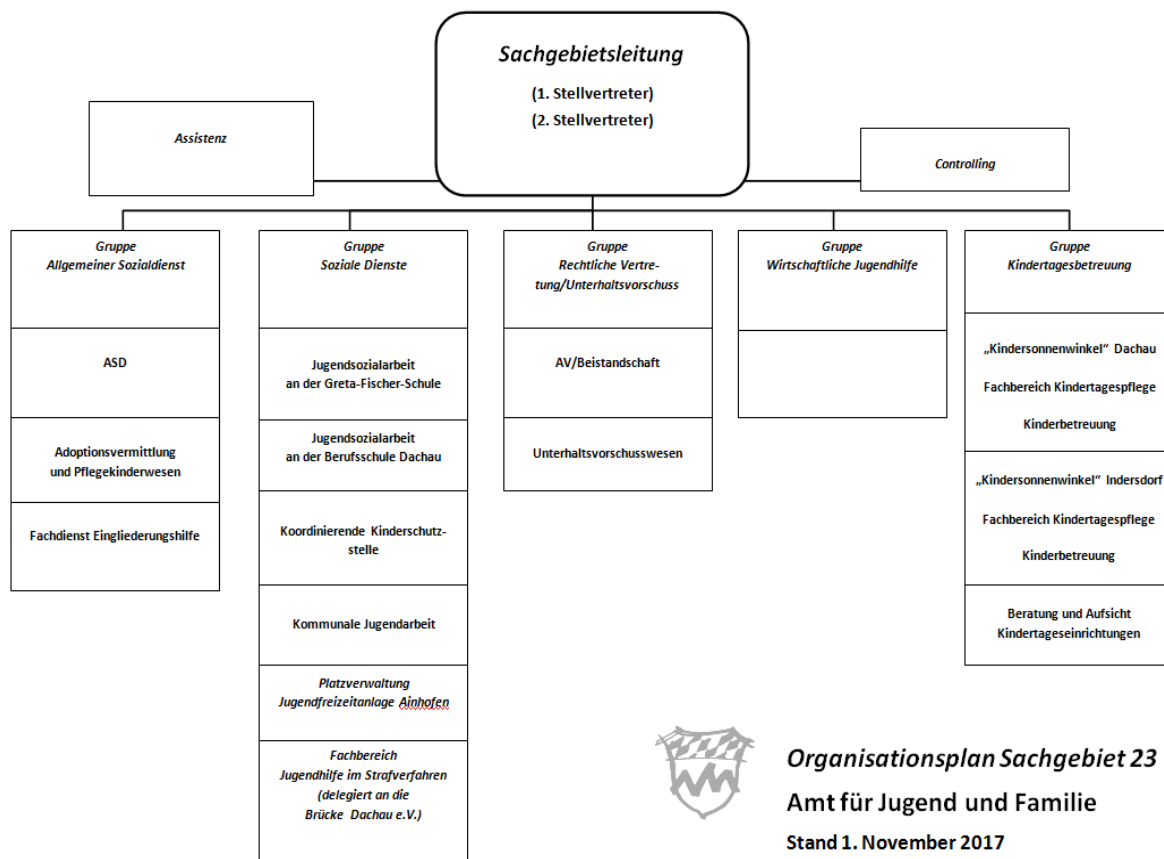 Sachgebietsleitung
(1. Stellvertreter)
(2. Stellvertreter)
Assistenz
Controlling
Gruppe
Allgemeiner Sozialdienst
ASD
Adoptionsvermittlung
und Pflegekinderwesen
Fachdienst Eingliederungshilfe
Gruppe
Soziale Dienste
Jugendsozialarbeit
an der Greta-Fischer-Schule
Jugendsozialarbeit
an der Berufsschule Dachau
Koordinierende Kinderschutz-
stelle
Kommunale Jugendarbeit
Platzverwaltung
Jugendfreizeitanlage Ainhofen
Fachbereich
Jugendhilfe im Strafverfahren
(delegiert an die
Brücke Dachau e.V.)
Gruppe
Rechtliche Vertre-
tung/Unterhaltsvorschuss
AV/Beistandschaft
Unterhaltsvorschusswesen
Gruppe
Wirtschaftliche Jugendhilfe
Gruppe
Kindertagesbetreuung
„Kindersonnenwinkel“ Dachau
Fachbereich Kindertagespflege
Kinderbetreuung
„Kindersonnenwinkel“ Indersdorf
Fachbereich Kindertagespflege
Kinderbetreuung
Beratung und Aufsicht
Kindertageseinrichtungen
Organisationsplan Sachgebiet 23
Amt für Jugend und Familie
Stand 1. November 2017